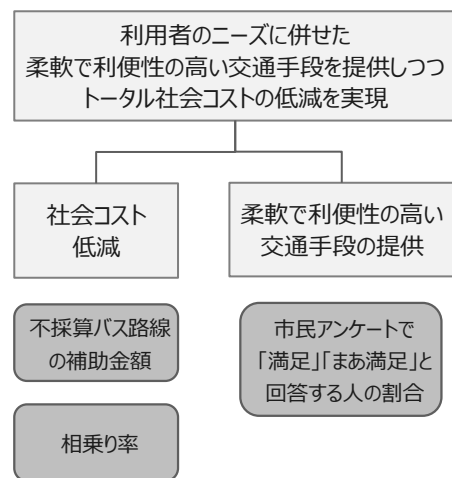 利用者のニーズに併せた
柔軟で利便性の高い交通手段を提供しつつ
トータル社会コストの低減を実現
社会コスト
低減
柔軟で利便性の高い
交通手段の提供
不採算バス路線
の補助金額
市民アンケートで
「満足」「まあ満足」と
回答する人の割合
相乗り率